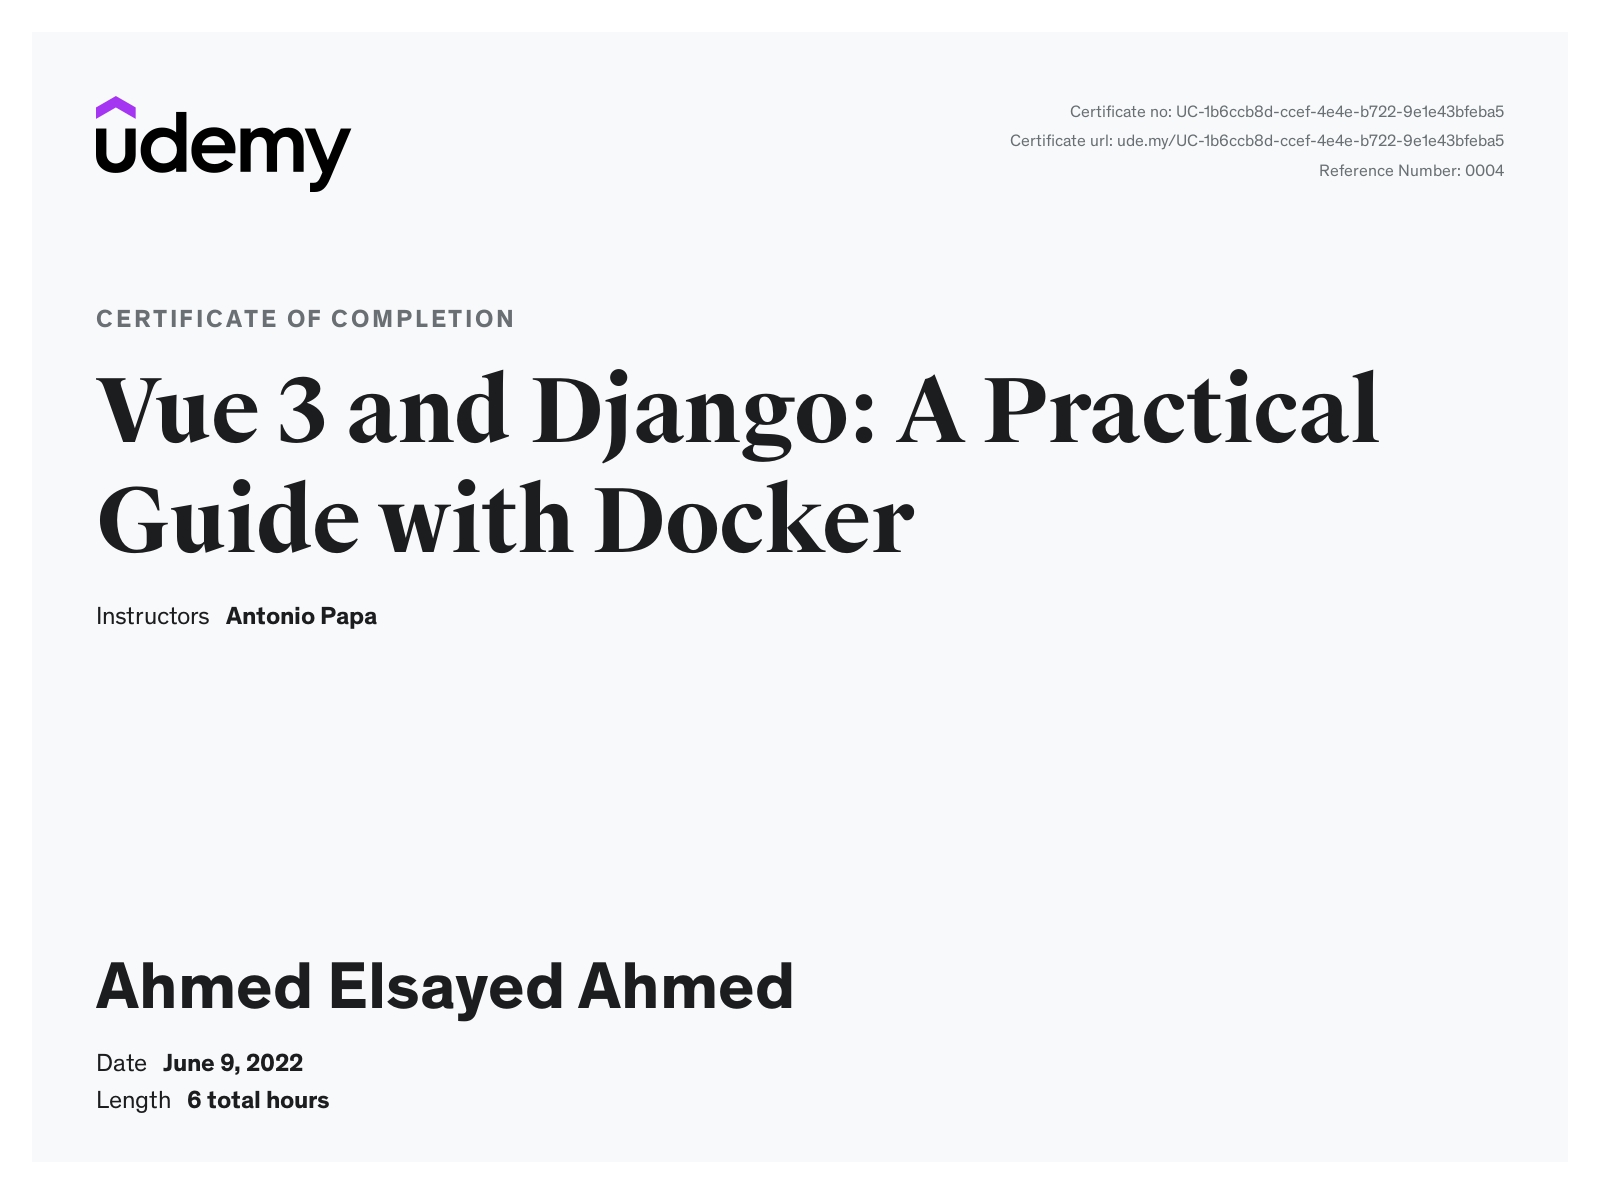 udemy
Certificate no: UC-1b6ccb8d-ccef-4e4e-b722-9e1e43bfeba5
Certificate url: ude.my/UC-1b6ccb8d-ccef-4e4e-b722-9e1e43bfeba5
Reference Number: 0004
CERTIFICATE OF COMPLETION
Vue 3 and Django: A Practical
Guide with Docker
Instructors Antonio Papa
Ahmed Elsayed Ahmed
Date June 9, 2022
Length 6 total hours